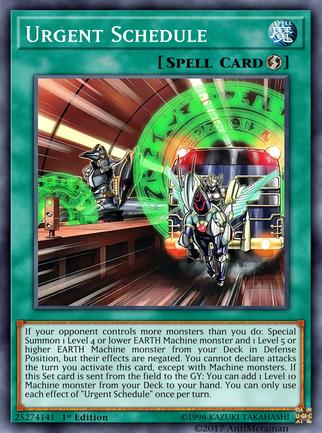 URGENT SCHEDULE
[SPELL CARD]
If your opponent controls more monsters than you do: Special
Summon 1 Level 4 or lower EARTH Machine monster and 1 Level 5 or
higher EARTH Machine monster from your Deck in Defense
Position, but their effects are negated. You cannot declare attacks
the turn you activate this card, except with Machine monsters. If
this Set card is sent from the field to the GY: You can add 1 Level 10
Machine monster from your Deck to your hand. You can only use
each effect of "Urgent Schedule" once per turn.
25274141 1st Edition ©1996 KAZUKI TAKAHASHI
©2017 AntiMetaman